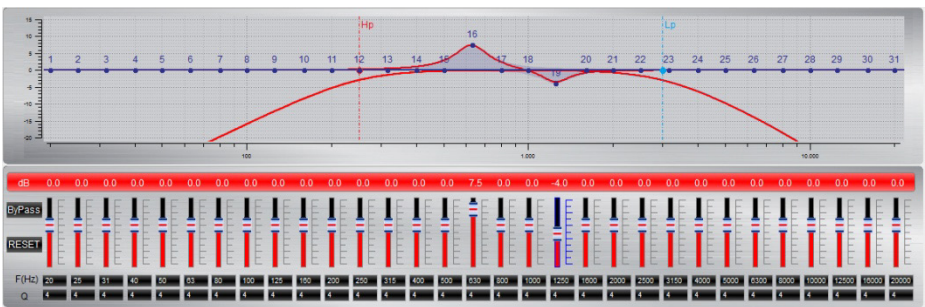 15
Hp
Lp
10
16
5
1 2 3 4 5 6 7 8 9 10 11 12 13 14 15 17 18 20 21 22 23 24 25 26 27 28 29 30 31
0
19
-5
-10
-15
-20
100 1,000 10,000
dB 0.0 0.0 0.0 0.0 0.0 0.0 0.0 0.0 0.0 0.0 0.0 0.0 0.0 0.0 0.0 7.5 0.0 0.0 -4.0 0.0 0.0 0.0 0.0 0.0 0.0 0.0 0.0 0.0 0.0 0.0 0.0
ByPass
RESET
F(Hz) 20 25 31 40 50 63 80 100 125 160 200 250 315 400 500 630 800 1000 1250 1600 2000 2500 3150 4000 5000 6300 8000 10000 12500 16000 20000
Q 4 4 4 4 4 4 4 4 4 4 4 4 4 4 4 4 4 4 4 4 4 4 4 4 4 4 4 4 4 4 4